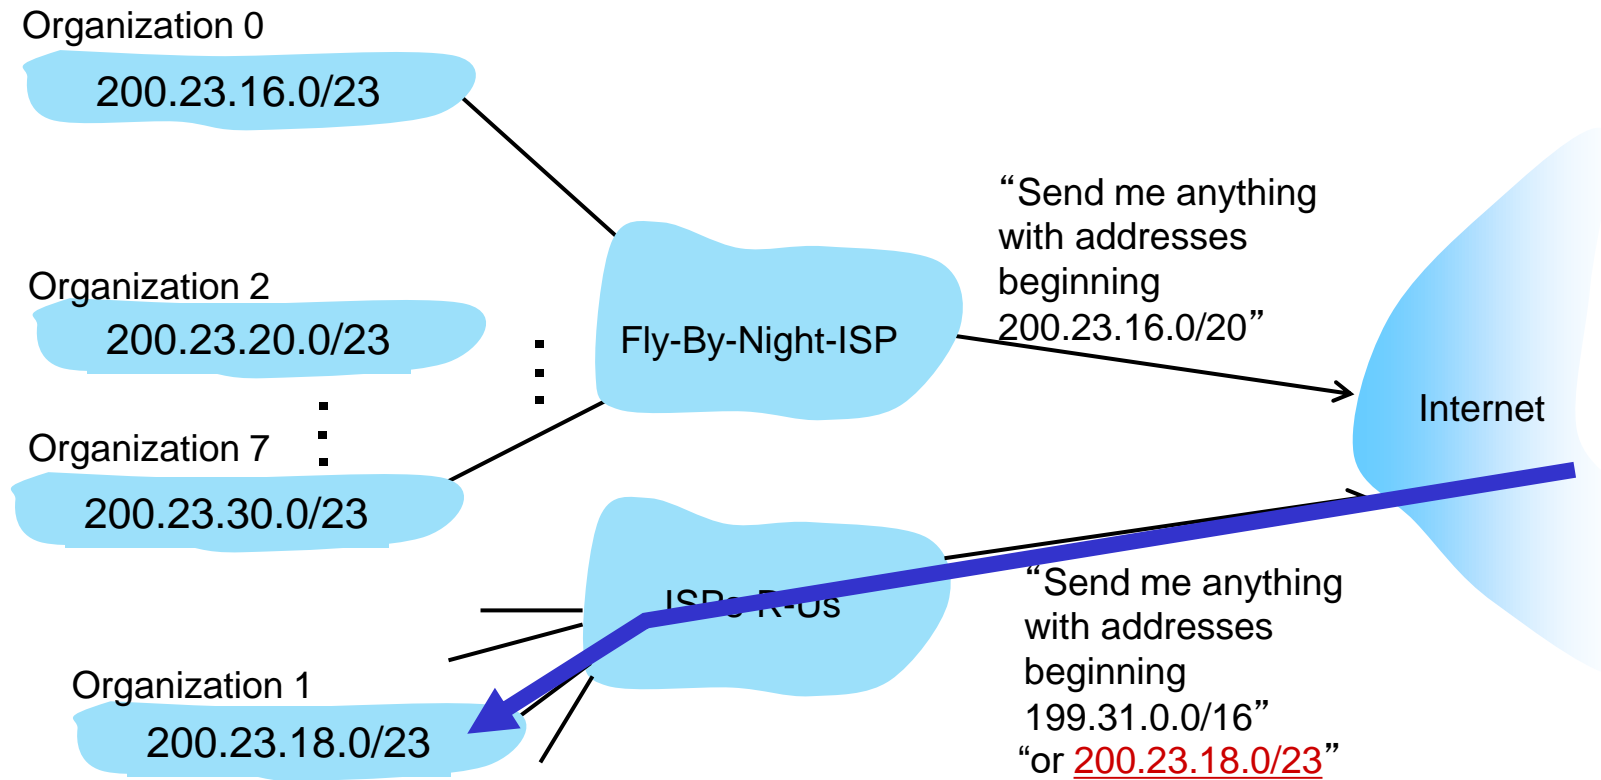 Organization 0
200.23.16.0/23
Organization 2
200.23.20.0/23
Organization 7
200.23.30.0/23
Fly-By-Night-ISP
“Send me anything
with addresses
beginning
200.23.16.0/20”
Internet
ISPs-R-Us
“Send me anything
with addresses
beginning
199.31.0.0/16”
“or 200.23.18.0/23”
Organization 1
200.23.18.0/23